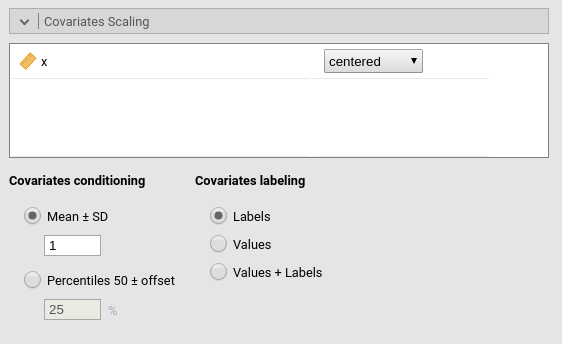 Covariates Scaling
x centered
Covariates conditioning
Mean ± SD
1
Percentiles 50 ± offset
25 %
Covariates labeling
Labels
Values
Values + Labels